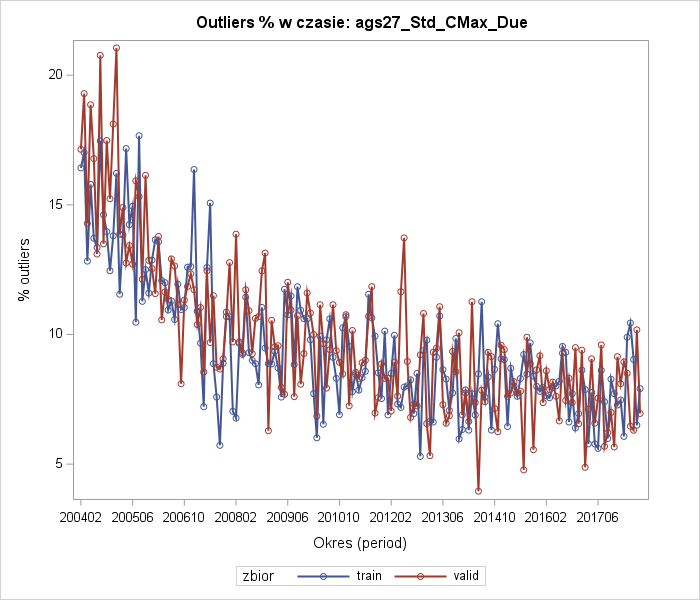 Outliers % w czasie: ags27_Std_CMax_Due
% outliers
20
15
10
5
200402 200506 200610 200802 200906 201010 201202 201306 201410 201602 201706
Okres (period)
zbior train valid